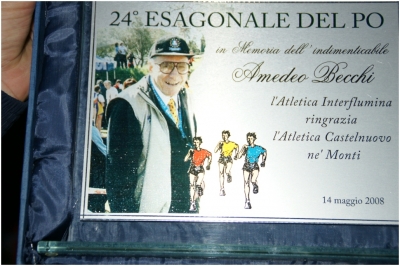 24° ESAGONALE DEL PO
in Memoria dell'indimenticabile
Amedeo Becchi
l'Atletica Interflumina
ringrazia
l'Atletica Castelnuovo
ne' Monti
14 maggio 2008